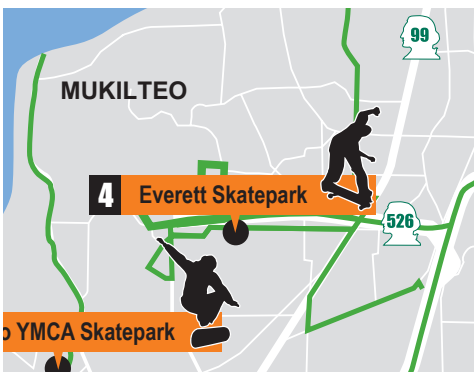 99
MUKILTEO
4 Everett Skatepark
526
o YMCA Skatepark